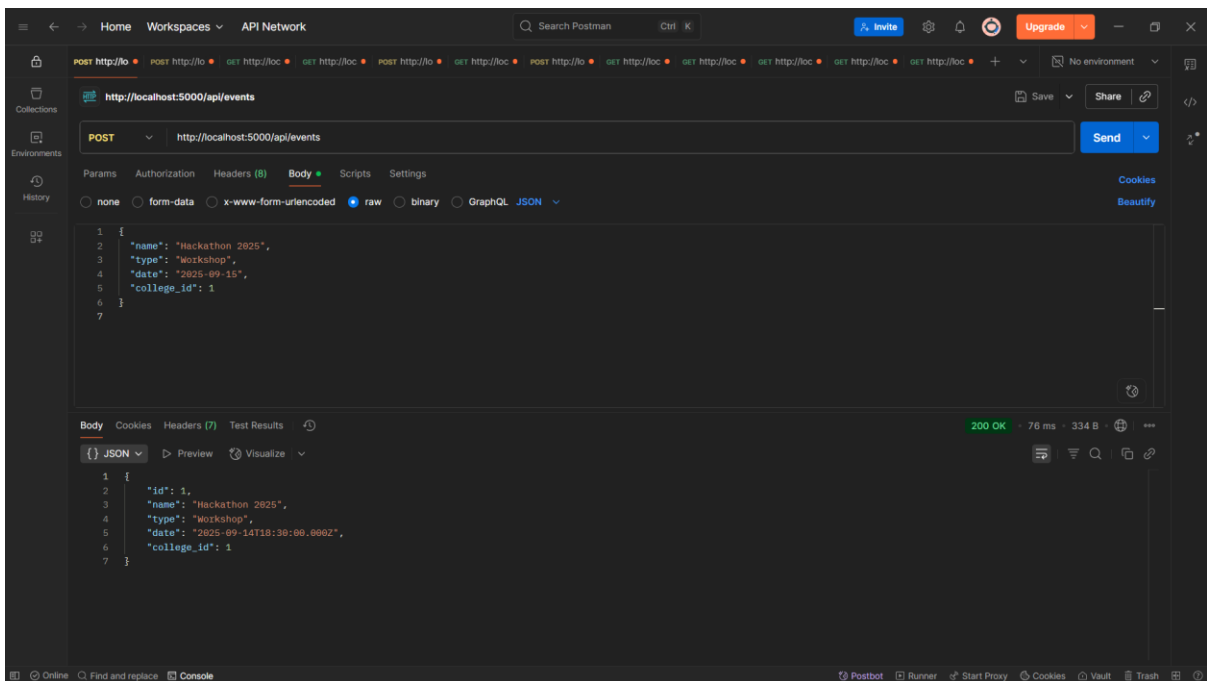 Home Workspaces API Network Search Postman Ctrl K Invite Upgrade
POST http://lo POST http://lo GET http://loc GET http://loc POST http://lo GET http://loc POST http://lo GET http://loc GET http://loc GET http://loc GET http://loc GET http://loc No environment
Collections
Environments
History
http://localhost:5000/api/events Save Share
POST http://localhost:5000/api/events Send
Params Authorization Headers (8) Body Scripts Settings Cookies
none form-data x-www-form-urlencoded raw binary GraphQL JSON Beautify
1 {
2 "name": "Hackathon 2025",
3 "type": "Workshop",
4 "date": "2025-09-15",
5 "college_id": 1
6 }
7
Body Cookies Headers (7) Test Results 200 OK 76 ms 334 B
{} JSON Preview Visualize
1 {
2 "id": 1,
3 "name": "Hackathon 2025",
4 "type": "Workshop",
5 "date": "2025-09-14T18:30:00.000Z",
6 "college_id": 1
7 }
Online Find and replace Console Postbot Runner Start Proxy Cookies Vault Trash